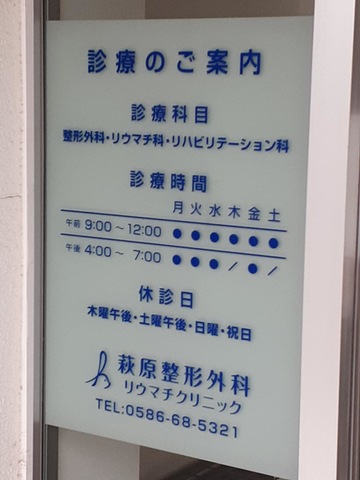 診療のご案内
診療科目
整形外科・リウマチ科・リハビリテーション科
診療時間
月火水木金土
午前 9:00～12:00 ●●●●●●
午後 4:00～ 7:00 ●●●/●/
休診日
木曜午後・土曜午後・日曜・祝日
萩原整形外科
リウマチクリニック
TEL:0586-68-5321